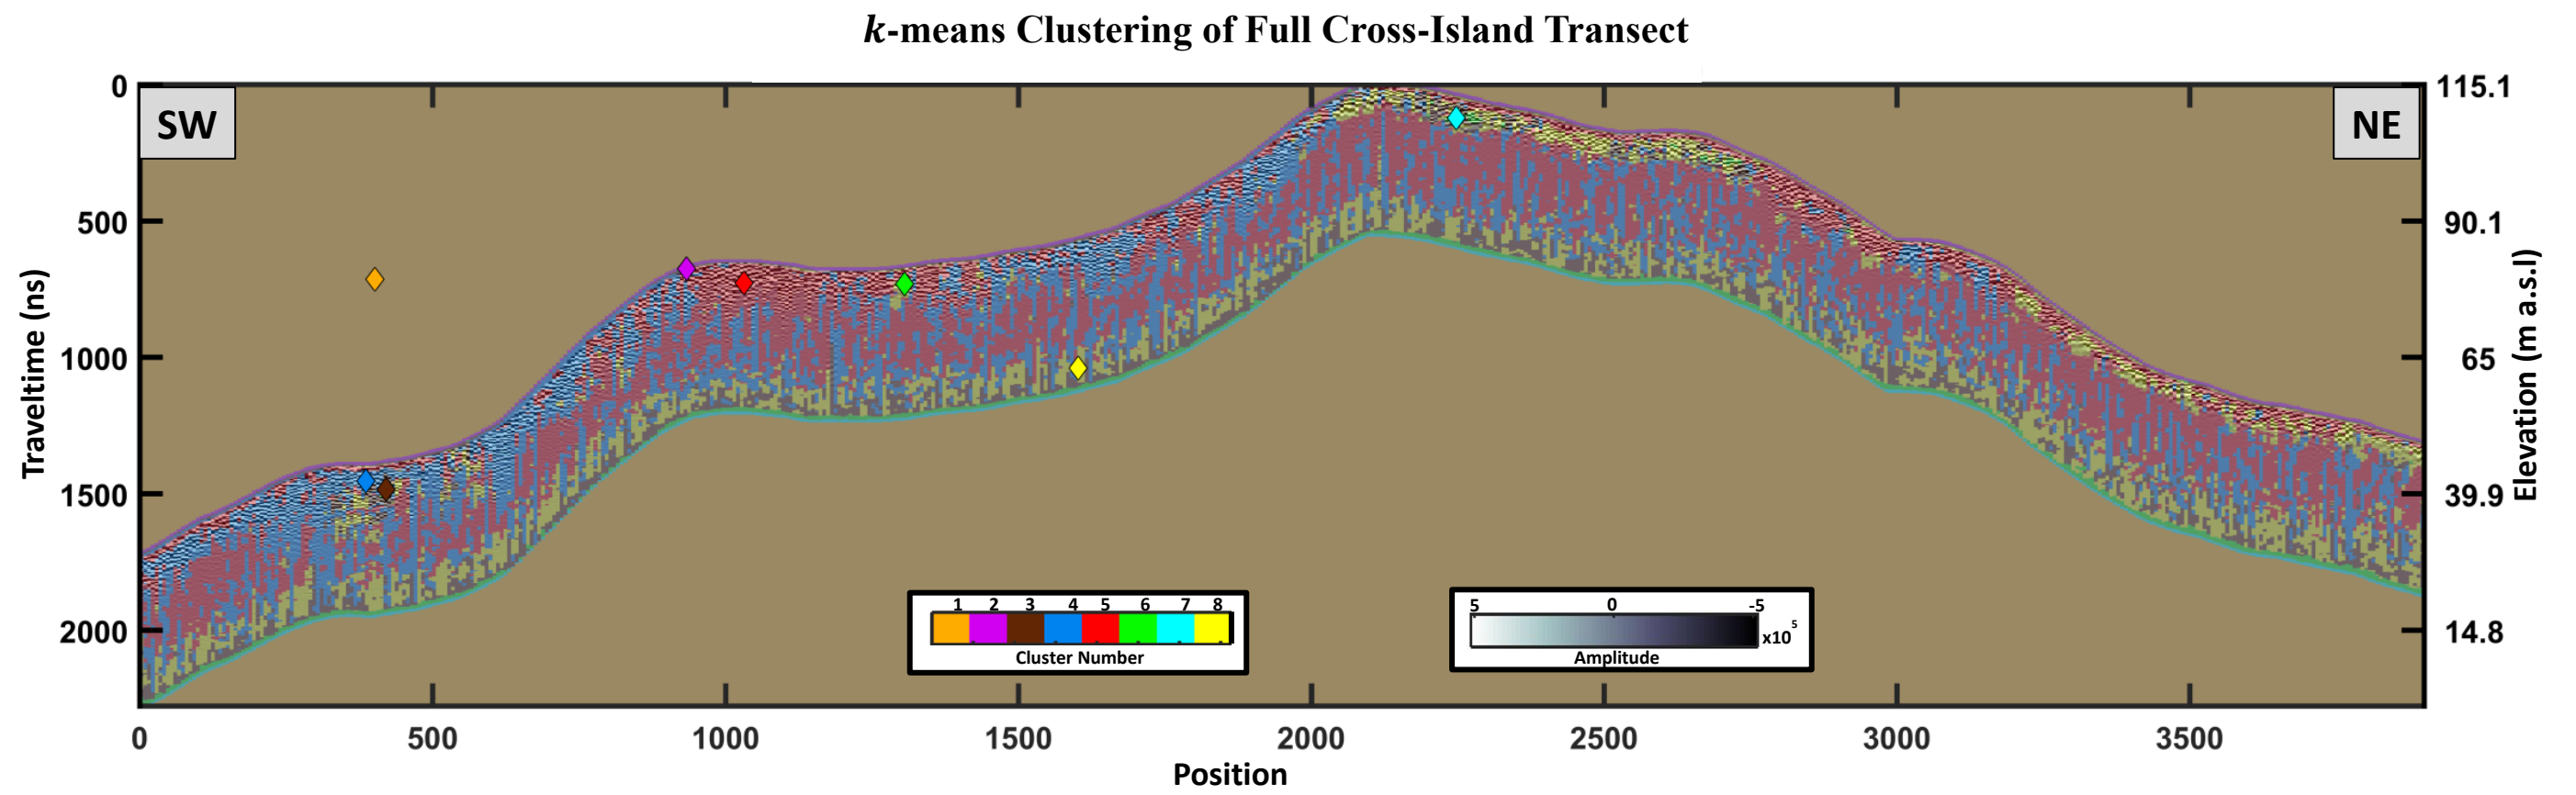 k-means Clustering of Full Cross-Island Transect
SW
NE
Traveltime (ns)
0
500
1000
1500
2000
115.1
90.1
65
39.9
14.8
Elevation (m a.s.l)
1 2 3 4 5 6 7 8
Cluster Number
5 0 -5
x10 5
Amplitude
0 500 1000 1500 2000 2500 3000 3500
Position